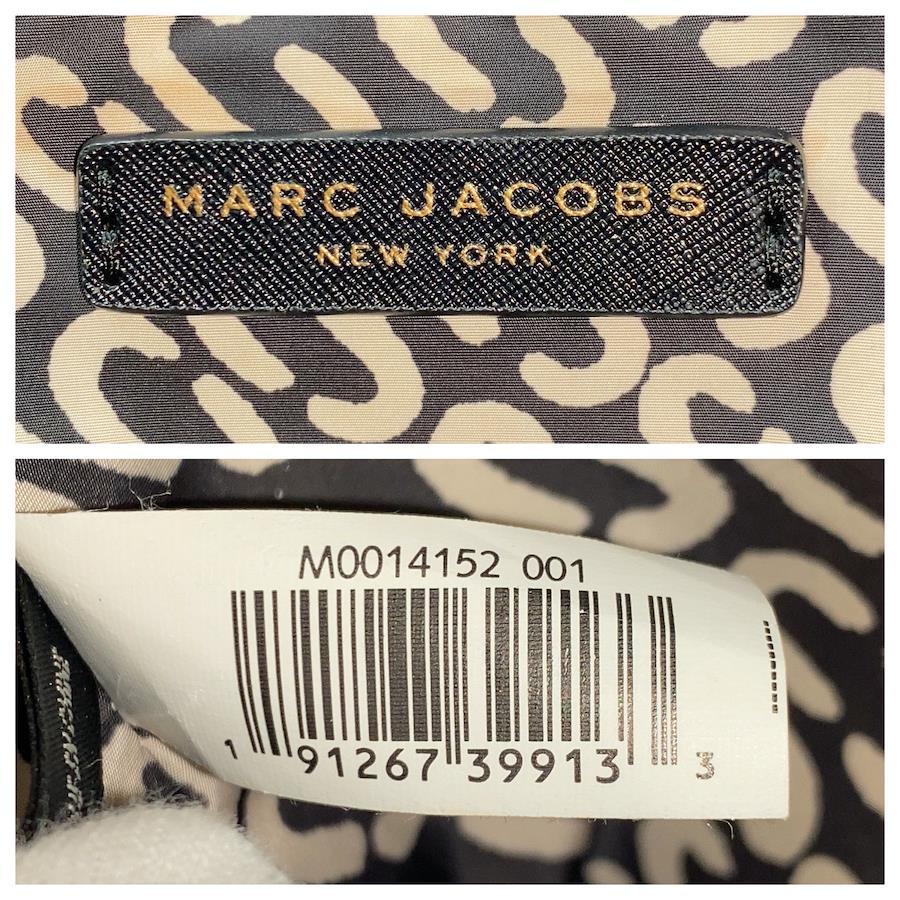 MARC JACOBS
NEW YORK
M0014152 001
1 91267 39913 3